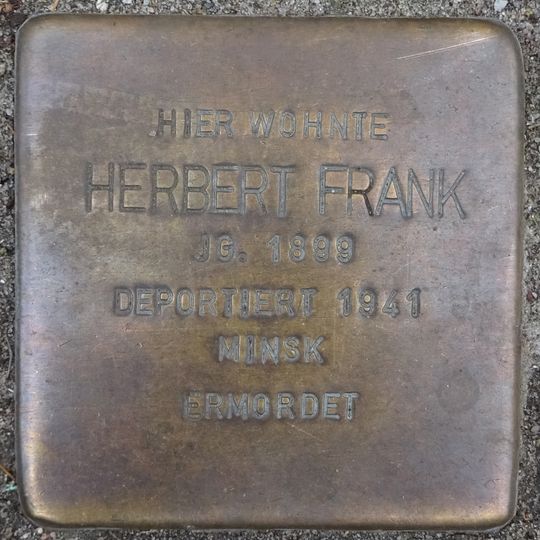 HIER WOHNTE
HERBERT FRANK
JG. 1899
DEPORTIERT 1941
MINSK
ERMORDET